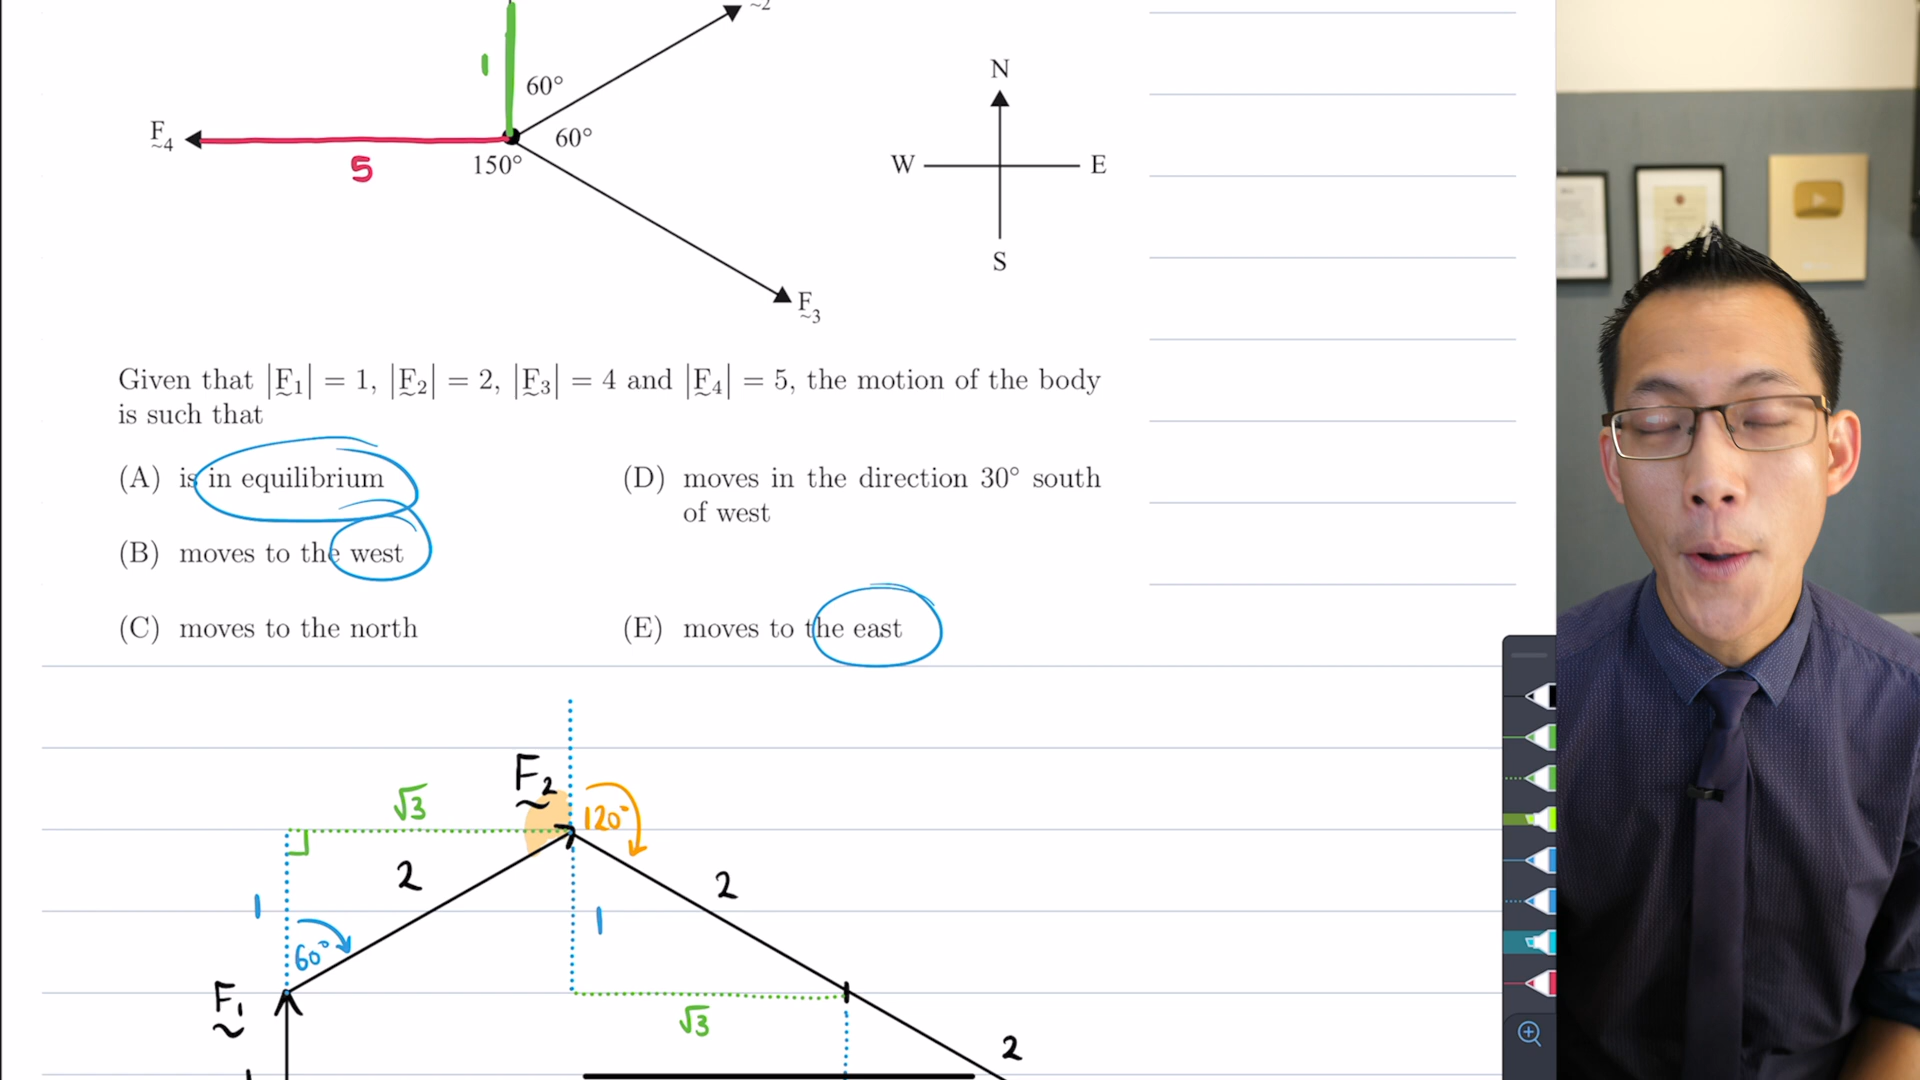 ~2
1
60°
N
F4
~
60°
W E
5
150°
S
F3
~
Given that |F1| = 1, |F2| = 2, |F3| = 4 and |F4| = 5, the motion of the body
is such that
(A) is in equilibrium
(D) moves in the direction 30° south
of west
(B) moves to the west
(C) moves to the north
(E) moves to the east
F2
~
√3
120°
2
2
1
1
60°
F1
~
√3
2